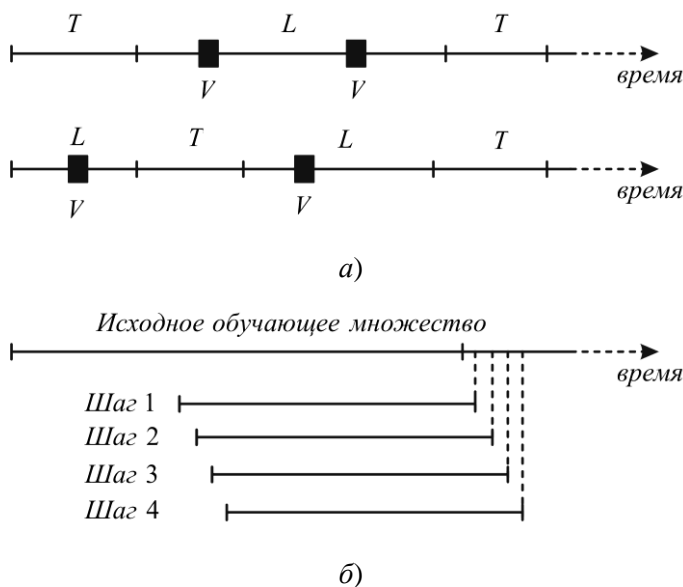 T L T
время
V V
L T L T
время
V V
а)
Исходное обучающее множество
время
Шаг 1
Шаг 2
Шаг 3
Шаг 4
б)